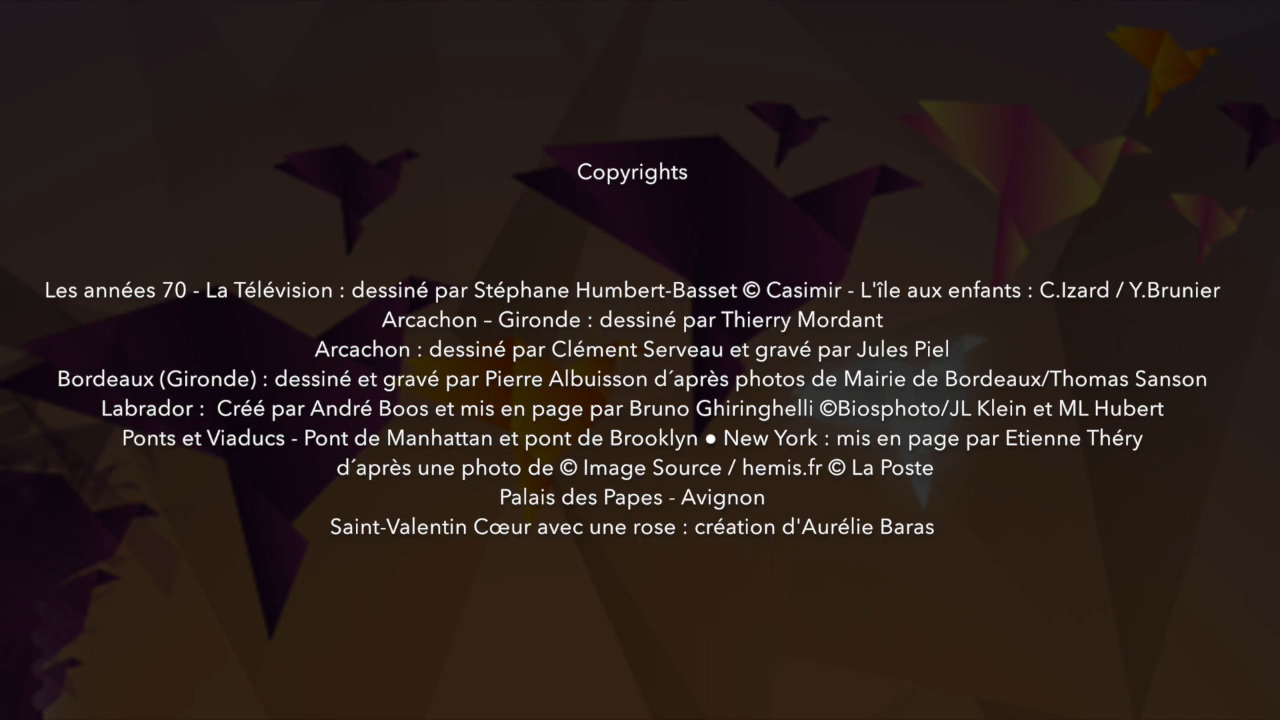 Copyrights
Les années 70 - La Télévision : dessiné par Stéphane Humbert-Basset © Casimir - L'île aux enfants : C.Izard / Y.Brunier
Arcachon – Gironde : dessiné par Thierry Mordant
Arcachon : dessiné par Clément Serveau et gravé par Jules Piel
Bordeaux (Gironde) : dessiné et gravé par Pierre Albuisson d´après photos de Mairie de Bordeaux/Thomas Sanson
Labrador :  Créé par André Boos et mis en page par Bruno Ghiringhelli ©Biosphoto/JL Klein et ML Hubert
Ponts et Viaducs - Pont de Manhattan et pont de Brooklyn ● New York : mis en page par Etienne Théry
d´après une photo de © Image Source / hemis.fr © La Poste
Palais des Papes - Avignon
Saint-Valentin Cœur avec une rose : création d'Aurélie Baras